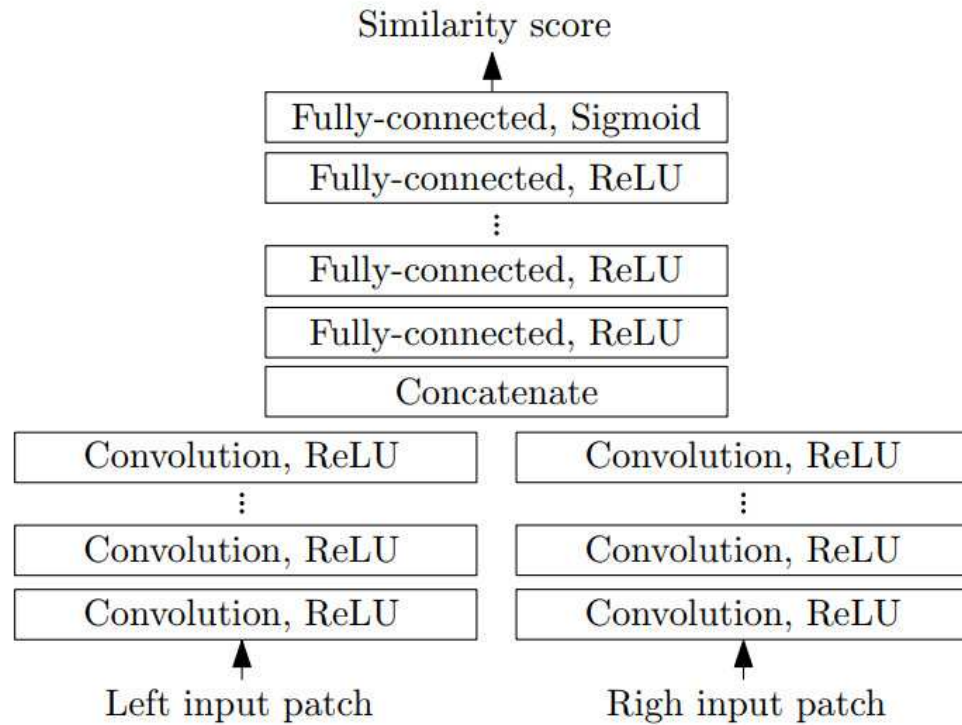 Similarity score
Fully-connected, Sigmoid
Fully-connected, ReLU
⋮
Fully-connected, ReLU
Fully-connected, ReLU
Concatenate
Convolution, ReLU Convolution, ReLU
⋮ ⋮
Convolution, ReLU Convolution, ReLU
Convolution, ReLU Convolution, ReLU
Left input patch Righ input patch